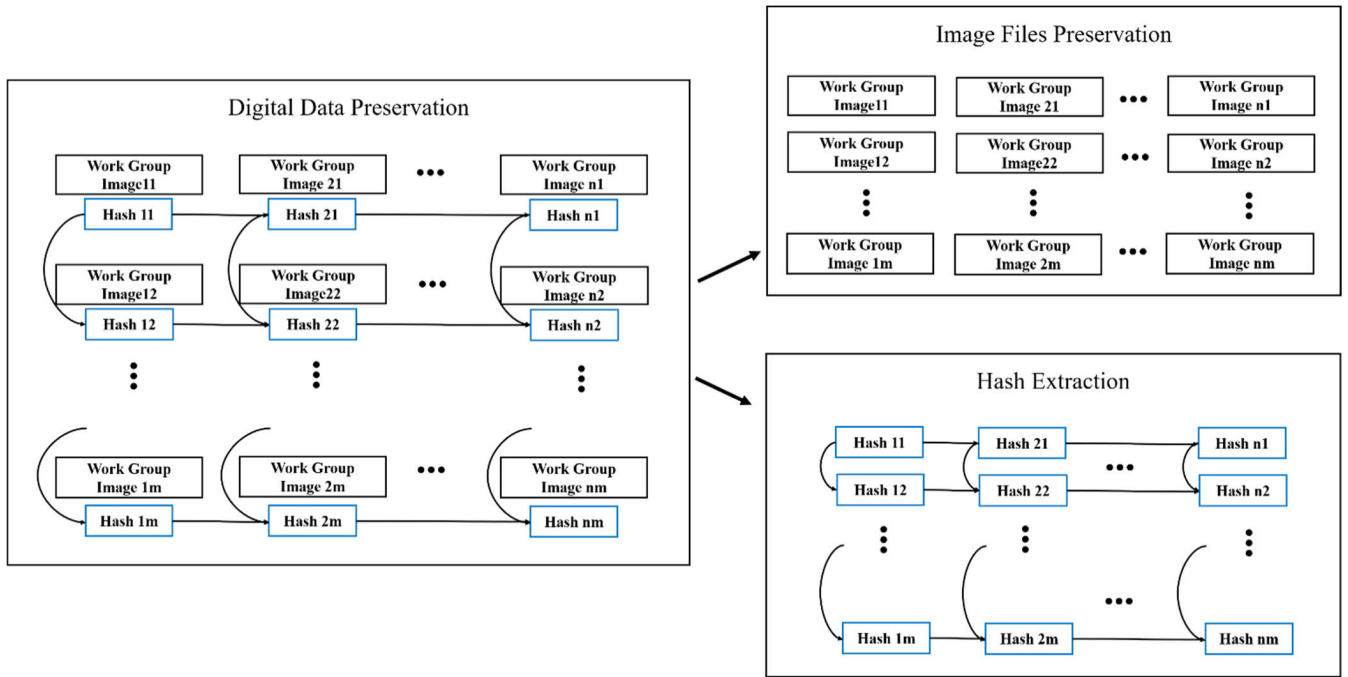 Digital Data Preservation
Work Group
Image11
Work Group
Image 21
Work Group
Image n1
Hash 11
Hash 21
Hash n1
Work Group
Image12
Work Group
Image22
Work Group
Image n2
Hash 12
Hash 22
Hash n2
Work Group
Image 1m
Work Group
Image 2m
Work Group
Image nm
Hash 1m
Hash 2m
Hash nm
Image Files Preservation
Work Group
Image11
Work Group
Image 21
Work Group
Image n1
Work Group
Image12
Work Group
Image22
Work Group
Image n2
Work Group
Image 1m
Work Group
Image 2m
Work Group
Image nm
Hash Extraction
Hash 11
Hash 21
Hash n1
Hash 12
Hash 22
Hash n2
Hash 1m
Hash 2m
Hash nm